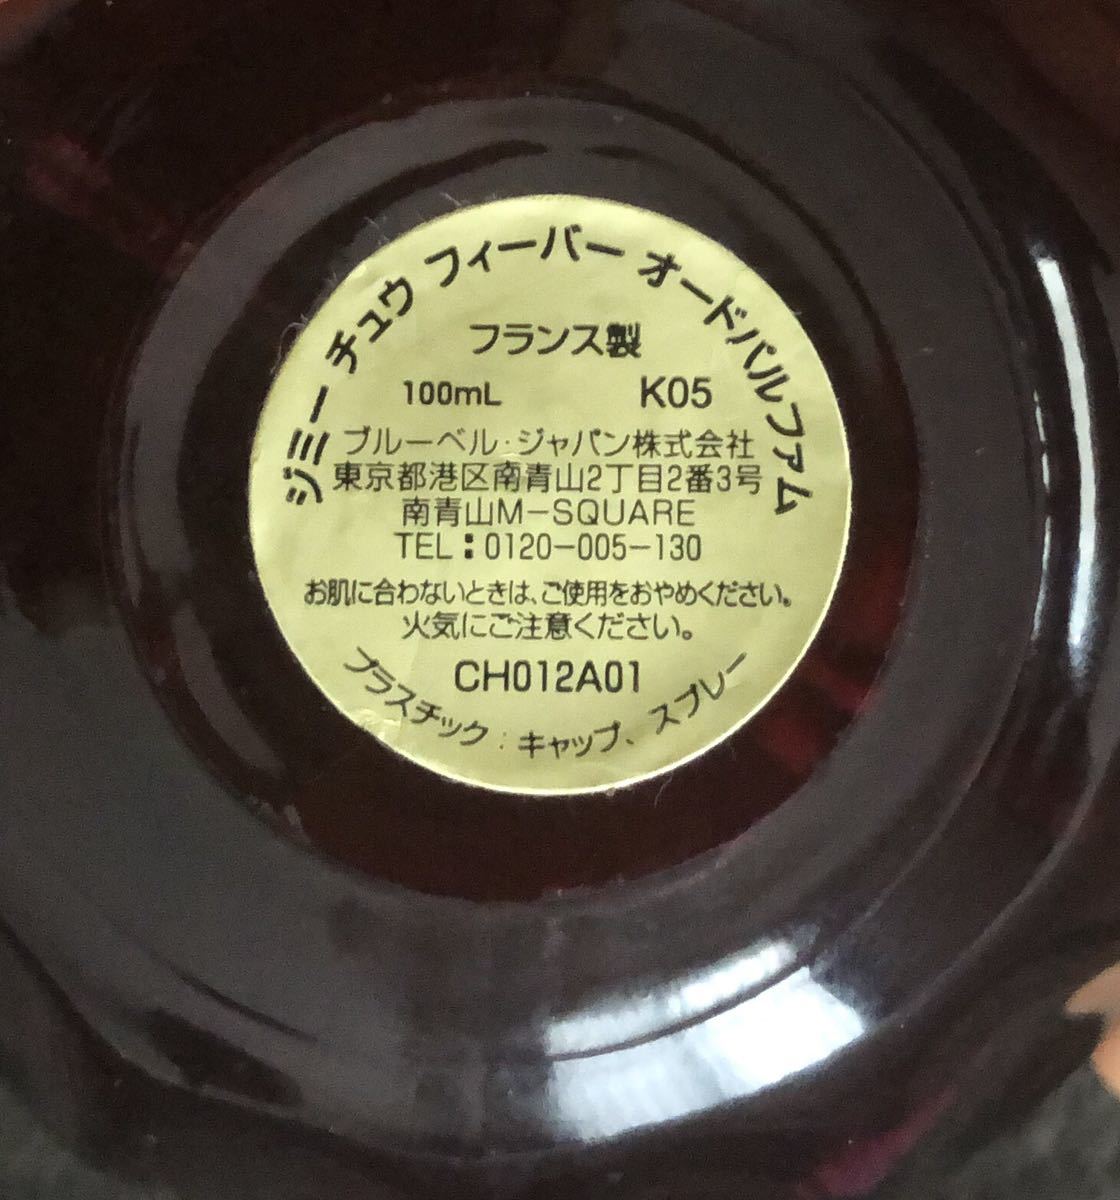 ジミー チュウ フィーバー オードパルファム
フランス製
100mL K05
ブルーベル・ジャパン株式会社
東京都港区南青山2丁目2番3号
南青山M-SQUARE
TEL:0120-005-130
お肌に合わないときは、ご使用をおやめください。
火気にご注意ください。
CH012A01
プラスチック:キャップ、スプレー